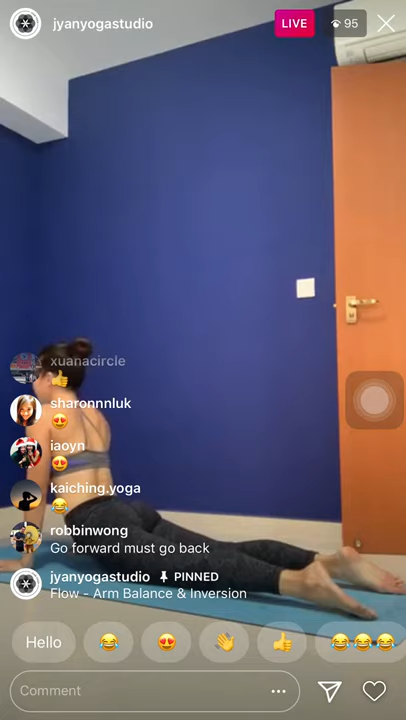 jyanyogastudio
LIVE
95
xuanacircle
👍
sharonnnluk
😍
iaoyn
😍
kaiching.yoga
😂
robbinwong
Go forward must go back
jyanyogastudio PINNED
Flow - Arm Balance & Inversion
Hello 😂 😍 👋 👍 😂😂😂
Comment